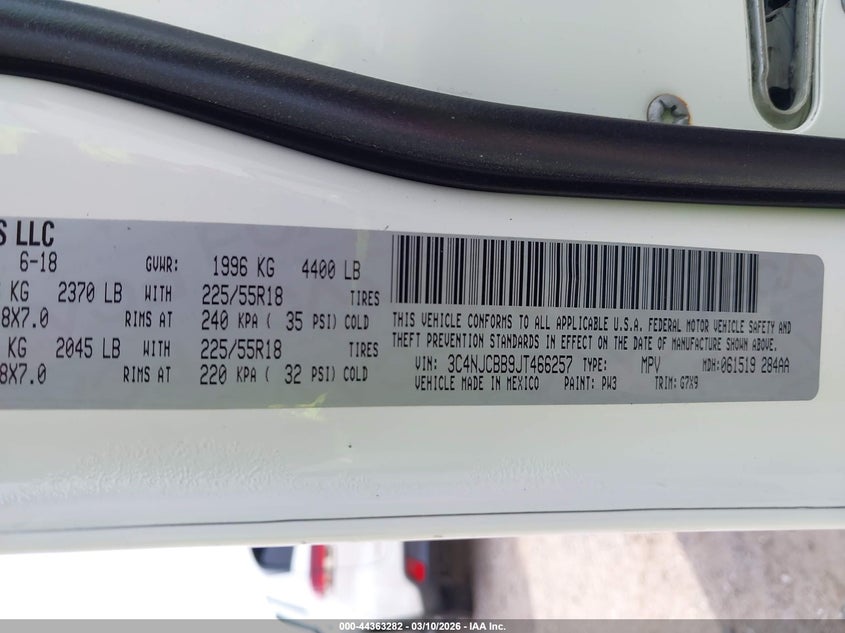 S LLC
6-18 GVWR: 1996 KG 4400 LB
KG 2370 LB WITH 225/55R18 TIRES
8X7.0 RIMS AT 240 KPA ( 35 PSI) COLD
KG 2045 LB WITH 225/55R18 TIRES
8X7.0 RIMS AT 220 KPA ( 32 PSI) COLD
THIS VEHICLE CONFORMS TO ALL APPLICABLE U.S.A. FEDERAL MOTOR VEHICLE SAFETY AND
THEFT PREVENTION STANDARDS IN EFFECT ON THE DATE OF MANUFACTURE SHOWN ABOVE.
VIN: 3C4NJCBB9JT466257 TYPE: MPV MDH: 061519 284AA
VEHICLE MADE IN MEXICO PAINT: PW3 TRIM: G7X9
000-44363282 - 03/10/2026 - IAA Inc.